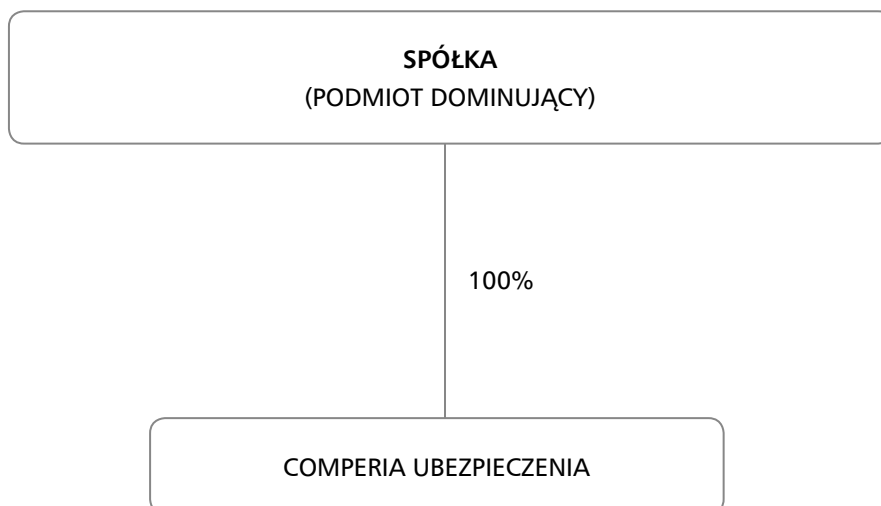 SPÓŁKA
(PODMIOT DOMINUJĄCY)
100%
COMPERIA UBEZPIECZENIA